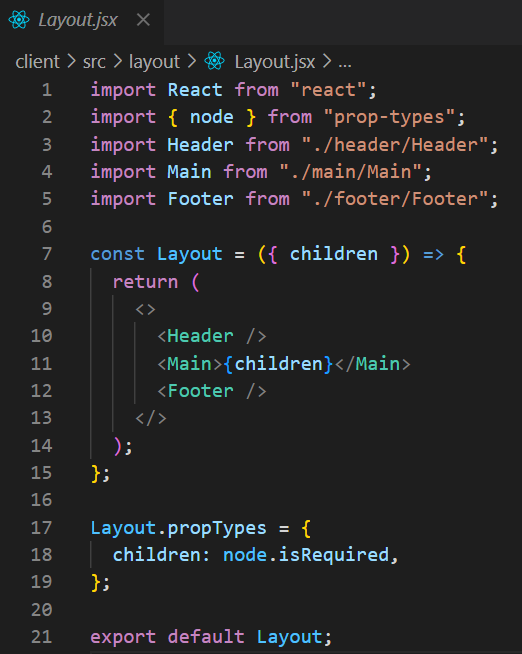 Layout.jsx ×
client > src > layout > Layout.jsx > ...
1 import React from "react";
2 import { node } from "prop-types";
3 import Header from "./header/Header";
4 import Main from "./main/Main";
5 import Footer from "./footer/Footer";
6
7 const Layout = ({ children }) => {
8   return (
9     <>
10       <Header />
11       <Main>{children}</Main>
12       <Footer />
13     </>
14   );
15 };
16
17 Layout.propTypes = {
18   children: node.isRequired,
19 };
20
21 export default Layout;